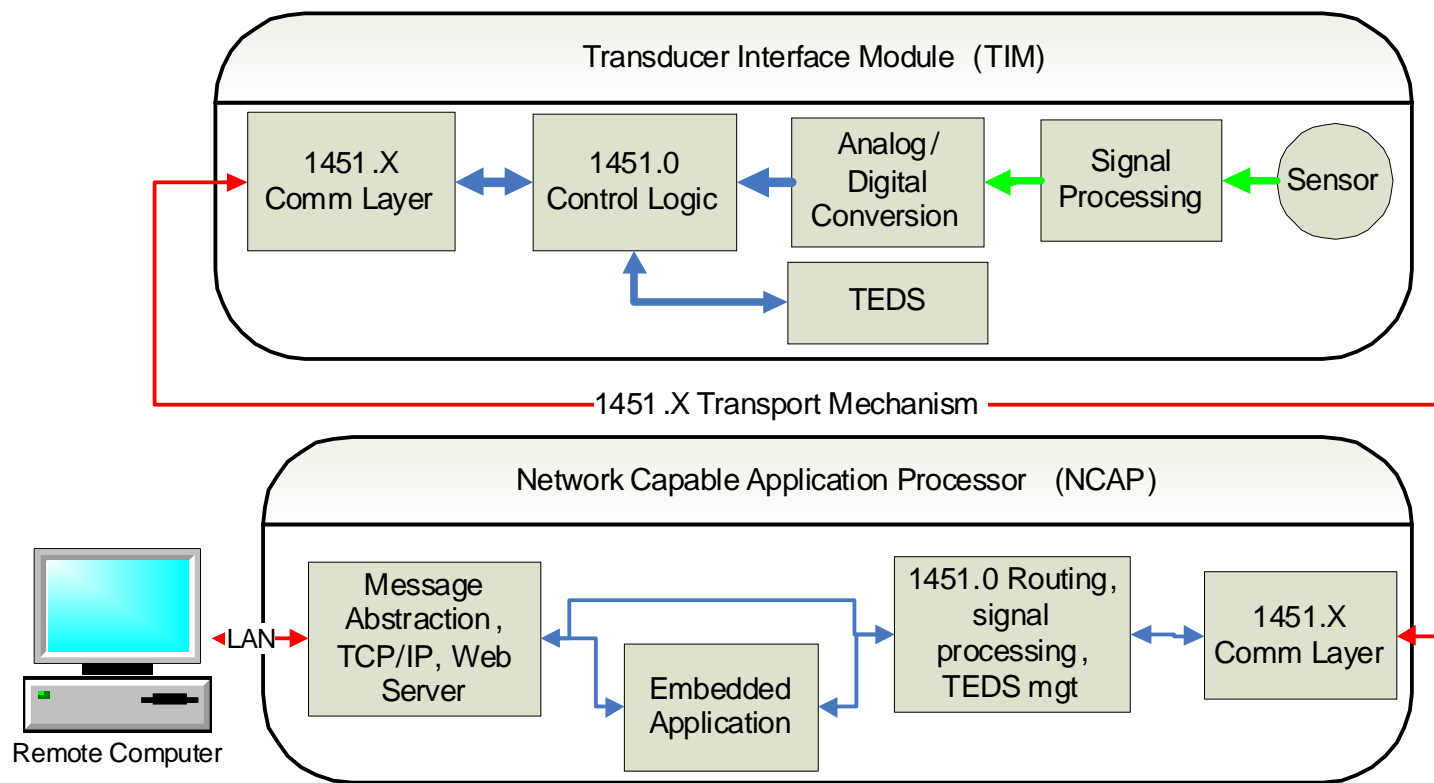 Transducer Interface Module (TIM)
1451.X
Comm Layer
1451.0
Control Logic
Analog/
Digital
Conversion
Signal
Processing
Sensor
TEDS
1451.X Transport Mechanism
Network Capable Application Processor (NCAP)
Remote Computer
LAN
Message
Abstraction,
TCP/IP, Web
Server
Embedded
Application
1451.0 Routing,
signal
processing,
TEDS mgt
1451.X
Comm Layer